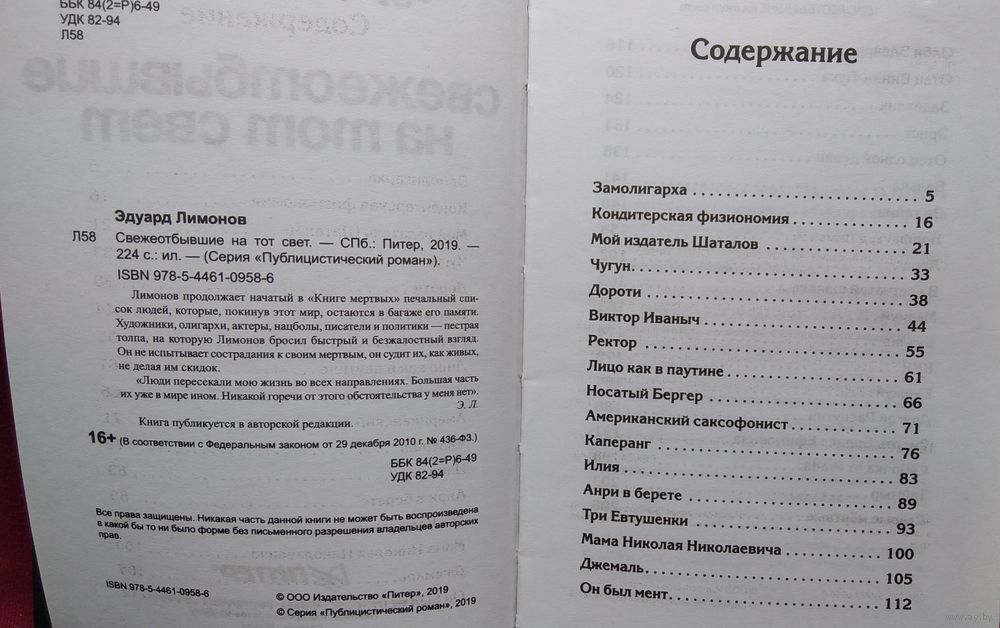 ББК 84(2=Р)6-49
УДК 82-94
Л58
Эдуард Лимонов
Л58 Свежеотбывшие на тот свет. — СПб.: Питер, 2019. —
224 с.: ил. — (Серия «Публицистический роман»).
ISBN 978-5-4461-0958-6
Лимонов продолжает начатый в «Книге мертвых» печальный спи-
сок людей, которые, покинув этот мир, остаются в багаже его памяти.
Художники, олигархи, актеры, нацболы, писатели и политики — пестрая
толпа, на которую Лимонов бросил быстрый и безжалостный взгляд.
Он не испытывает сострадания к своим мертвым, он судит их, как живых,
не делая им скидок.
«Люди пересекали мою жизнь во всех направлениях. Большая часть
их уже в мире ином. Никакой горечи от этого обстоятельства у меня нет».
Э. Л.
Книга публикуется в авторской редакции.
16+ (В соответствии с Федеральным законом от 29 декабря 2010 г. № 436-ФЗ.)
ББК 84(2=Р)6-49
УДК 82-94
Все права защищены. Никакая часть данной книги не может быть воспроизведена
в какой бы то ни было форме без письменного разрешения владельцев авторских
прав.
ISBN 978-5-4461-0958-6
© ООО Издательство «Питер», 2019
© Серия «Публицистический роман», 2019
Содержание
Замолигарха 5
Кондитерская физиономия 16
Мой издатель Шаталов 21
Чугун 33
Дороти 38
Виктор Иваныч 44
Ректор 55
Лицо как в паутине 61
Носатый Бергер 66
Американский саксофонист 71
Каперанг 76
Илия 83
Анри в берете 89
Три Евтушенки 93
Мама Николая Николаевича 100
Джемаль 105
Он был мент 112
www.ay.by